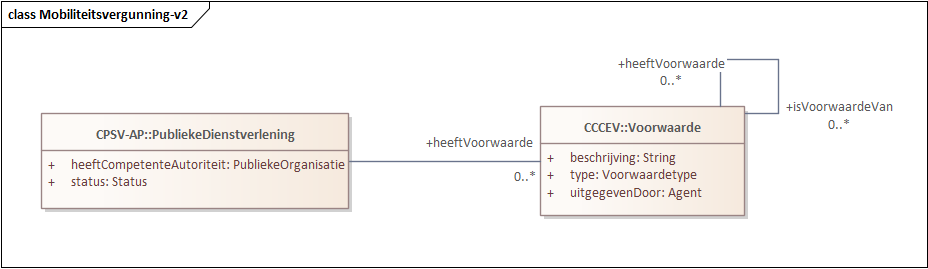 class Mobiliteitsvergunning-v2
+heeftVoorwaarde
0..*
+isVoorwaardeVan
0..*
CPSV-AP::PubliekeDienstverlening
+ heeftCompetenteAutoriteit: PubliekeOrganisatie
+ status: Status
+heeftVoorwaarde
0..*
CCCEV::Voorwaarde
+ beschrijving: String
+ type: Voorwaardetype
+ uitgegevenDoor: Agent